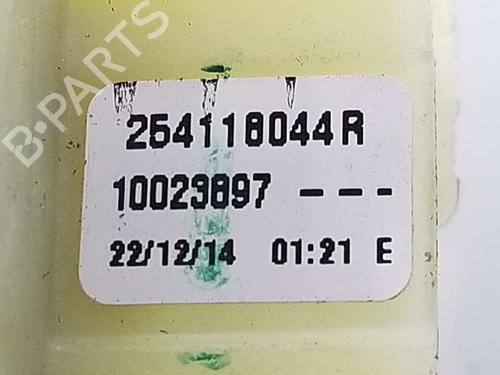 B-PARTS
254118044R
10023897 ---
22/12/14 01:21 E